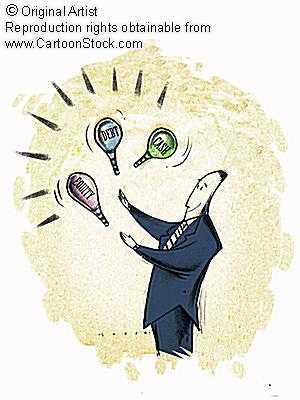 © Original Artist
Reproduction rights obtainable from
www.CartoonStock.com
DEBT
CASH
EQUITY